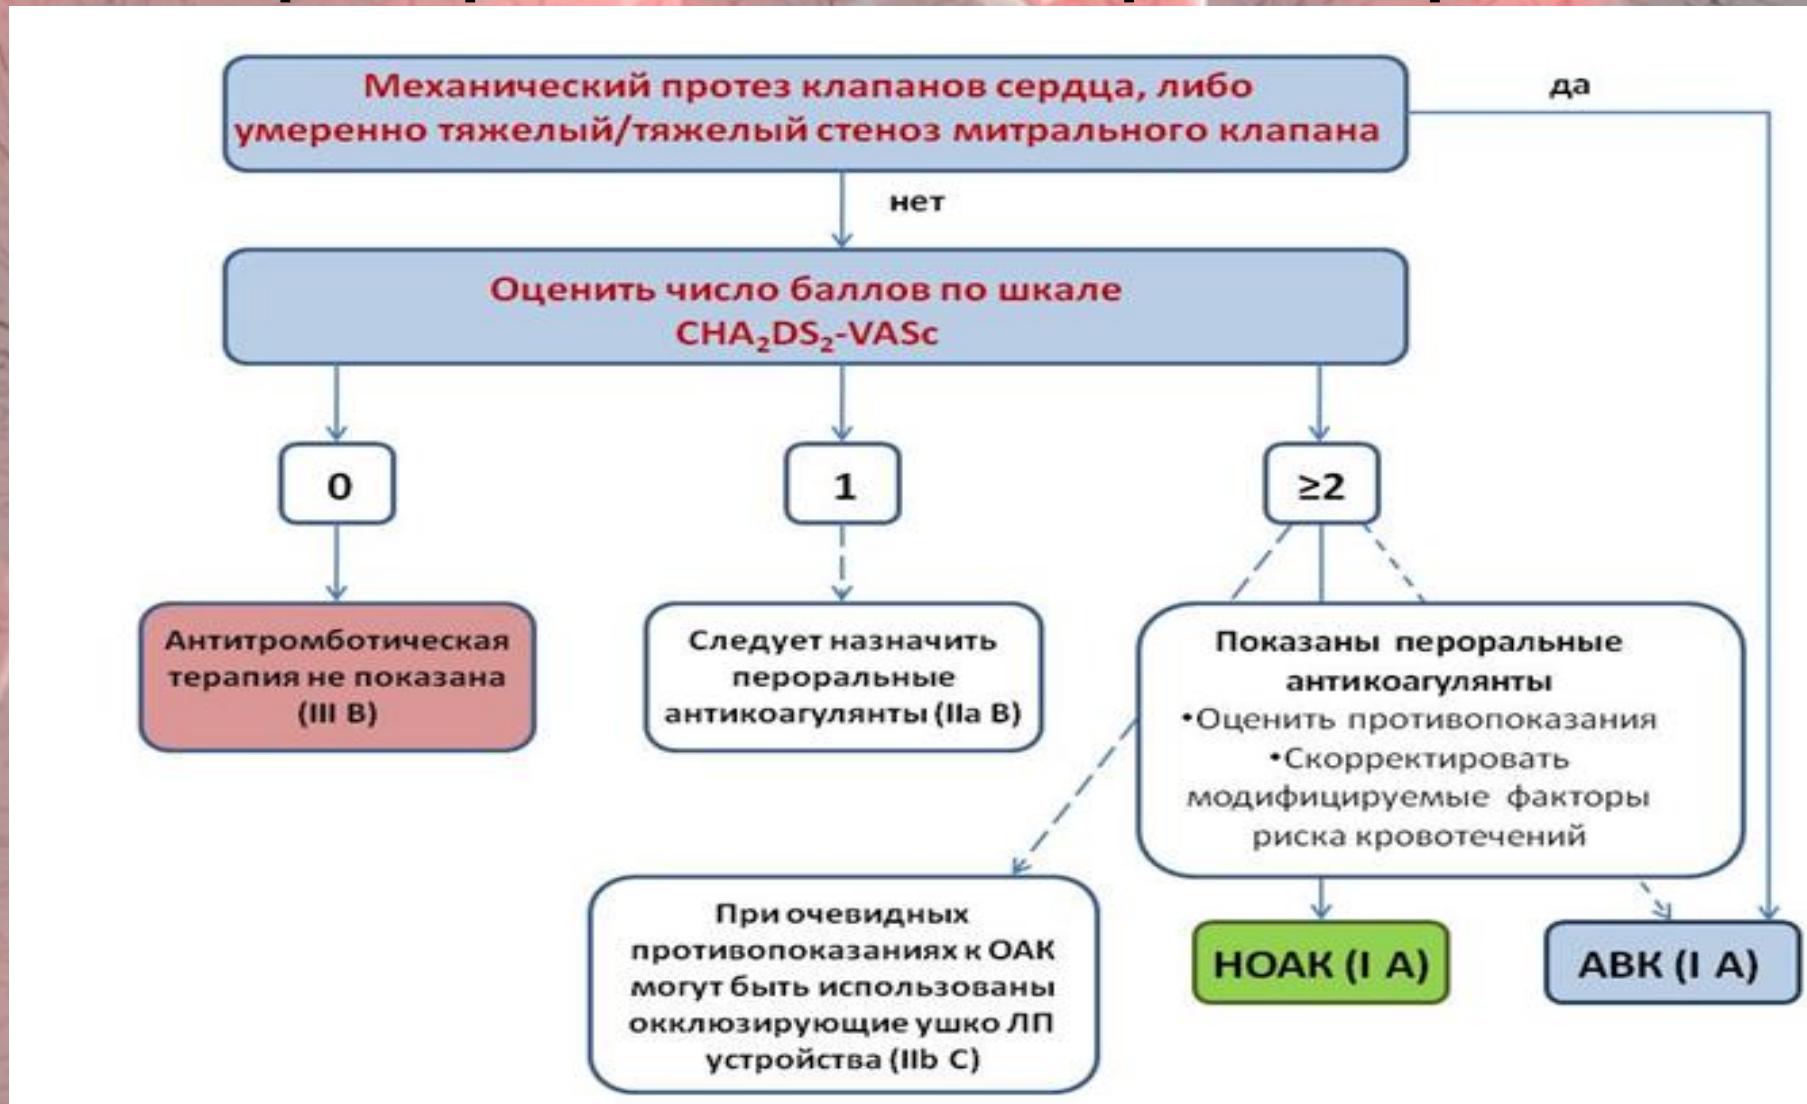 Механический протез клапанов сердца, либо
умеренно тяжелый/тяжелый стеноз митрального клапана
да
нет
Оценить число баллов по шкале
CHA₂DS₂-VASc
0
1
≥2
Антитромботическая
терапия не показана
(III B)
Следует назначить
пероральные
антикоагулянты (IIa B)
Показаны пероральные
антикоагулянты
•Оценить противопоказания
•Скорректировать
модифицируемые факторы
риска кровотечений
При очевидных
противопоказаниях к ОАК
могут быть использованы
окклюзирующие ушко ЛП
устройства (IIb C)
НОАК (I A)
АВК (I A)